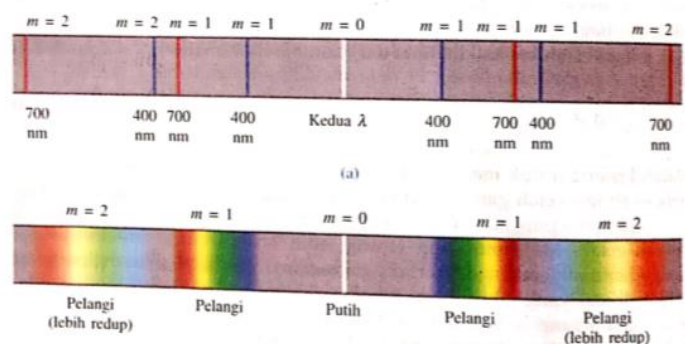 m = 2 m = 2 m = 1 m = 1 m = 0 m = 1 m = 1 m = 1 m = 2
700 nm 400 nm 700 nm 400 nm Kedua λ 400 nm 700 nm 400 nm 700 nm
(a)
m = 2 m = 1 m = 0 m = 1 m = 2
Pelangi (lebih redup) Pelangi Putih Pelangi Pelangi (lebih redup)